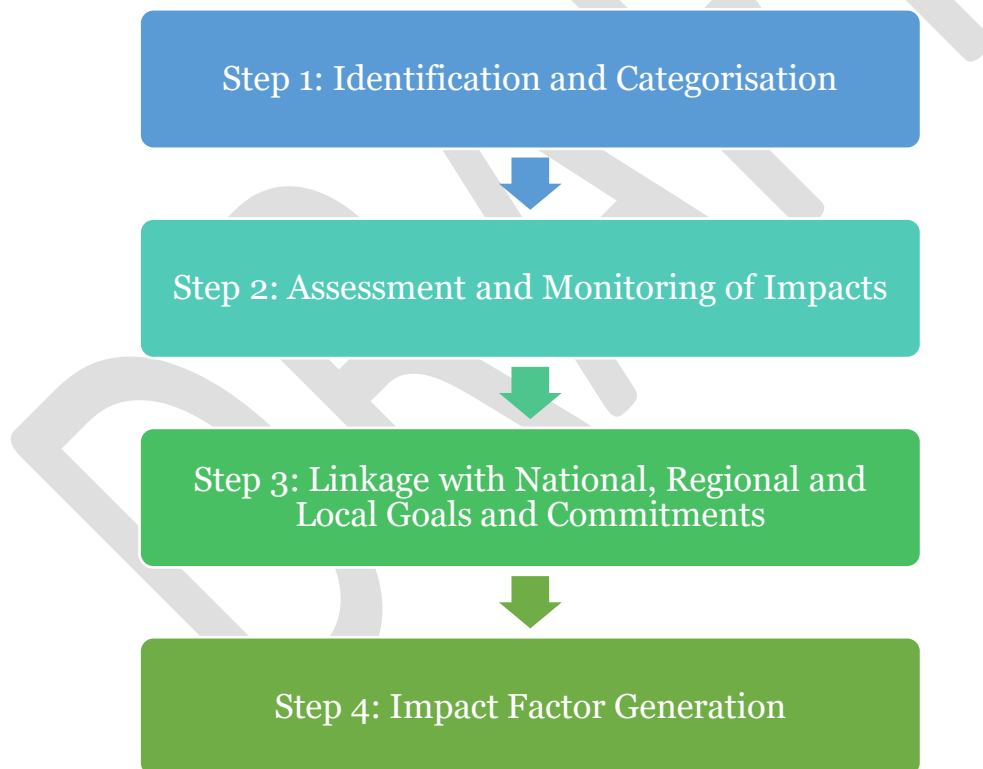 Step 1: Identification and Categorisation
Step 2: Assessment and Monitoring of Impacts
Step 3: Linkage with National, Regional and
Local Goals and Commitments
Step 4: Impact Factor Generation